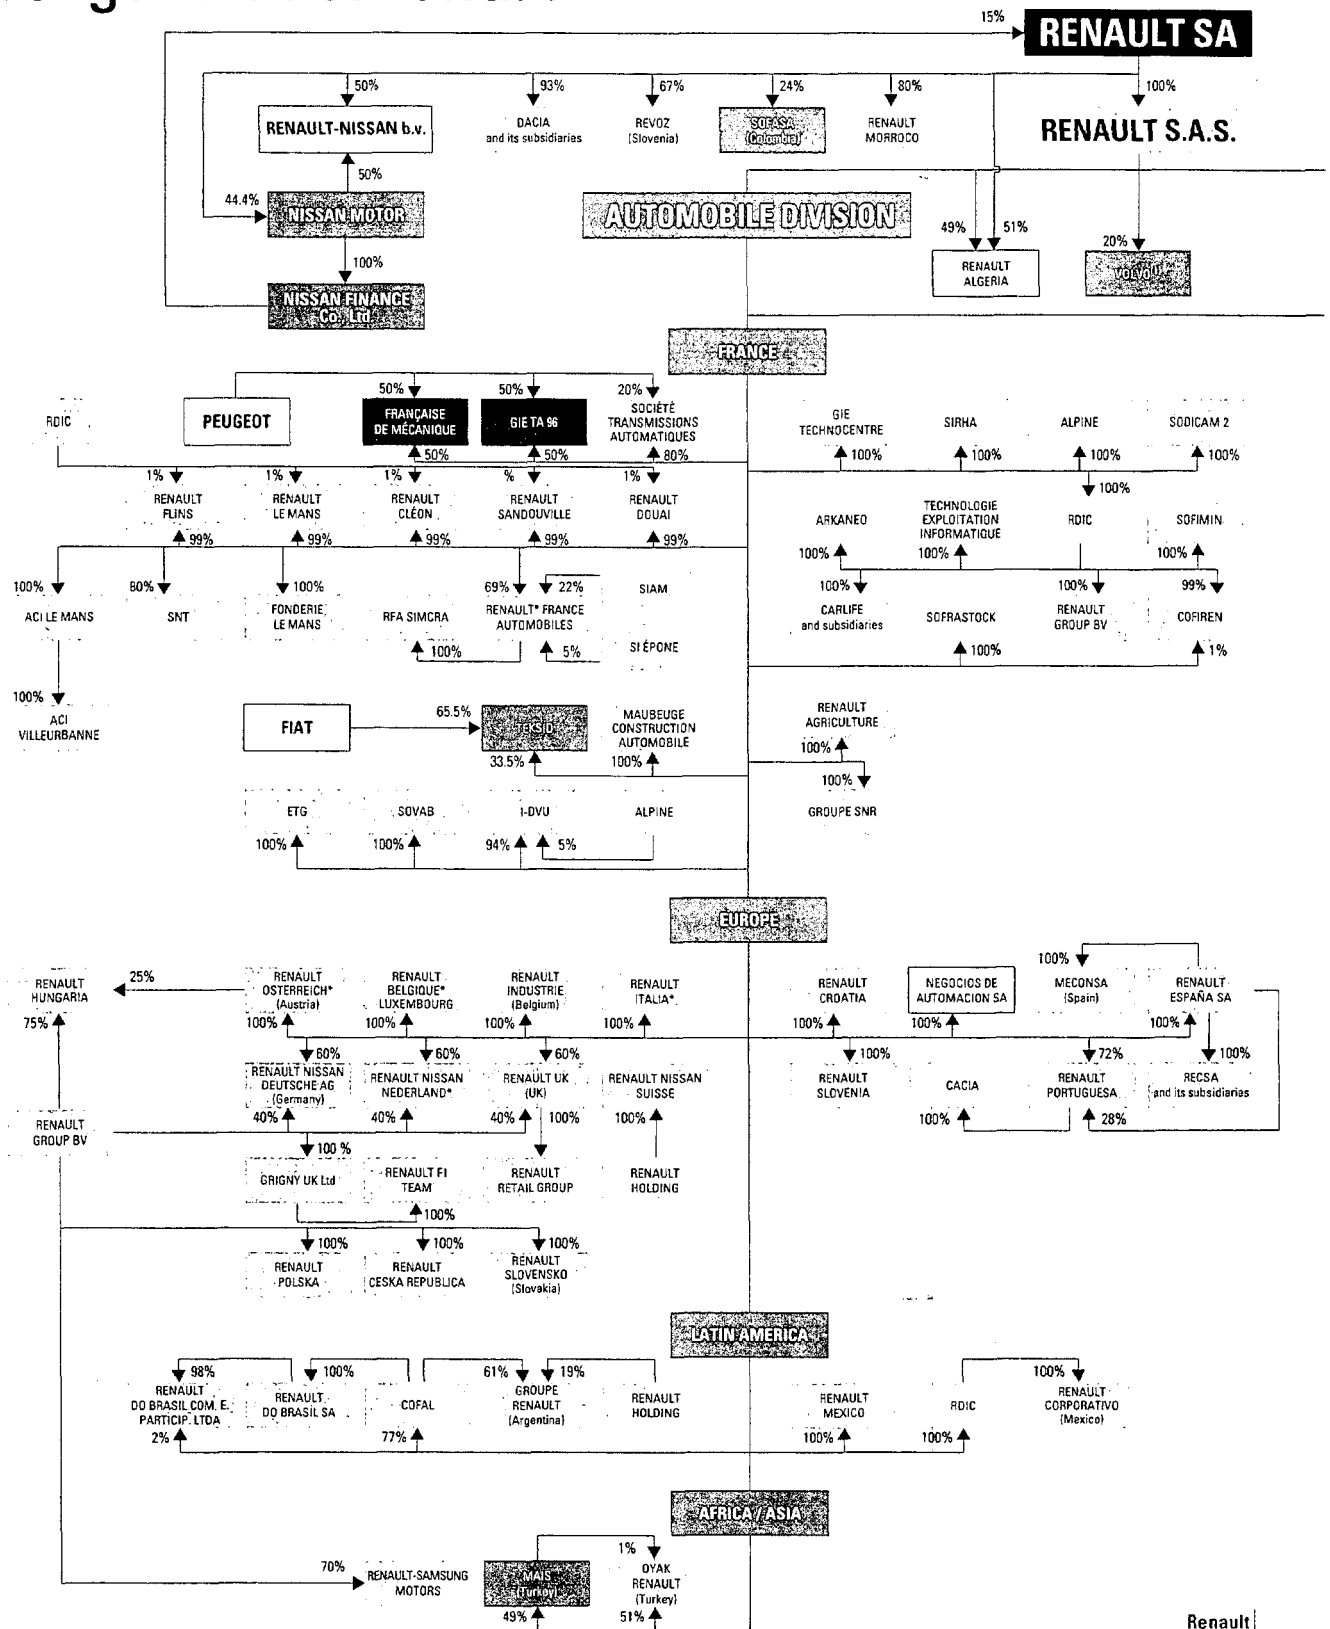 15%
RENAULT SA
50%
93%
67%
24%
80%
100%
RENAULT-NISSAN b.v.
DACIA
and its subsidiaries
REVOZ
(Slovenia)
SOFASA
(Colombia)
RENAULT
MORROCO
RENAULT S.A.S.
50%
44.4%
NISSAN MOTOR
AUTOMOBILE DIVISION
49%
51%
20%
100%
RENAULT
ALGERIA
VOLVO(1)
NISSAN FINANCE
Co., Ltd.
FRANCE
50%
50%
20%
RDIC
PEUGEOT
FRANÇAISE
DE MÉCANIQUE
GIE TA 96
SOCIÉTÉ
TRANSMISSIONS
AUTOMATIQUES
GIE
TECHNOCENTRE
SIRHA
ALPINE
SODICAM 2
50%
50%
80%
100%
100%
100%
100%
1%
1%
1%
%
1%
100%
RENAULT
FLINS
RENAULT
LE MANS
RENAULT
CLÉON
RENAULT
SANDOUVILLE
RENAULT
DOUAI
ARKANEO
TECHNOLOGIE
EXPLOITATION
INFORMATIQUE
RDIC
SOFIMIN
99%
99%
99%
99%
99%
100%
100%
100%
100%
80%
100%
69%
22%
SIAM
100%
100%
99%
ACI LE MANS
SNT
FONDERIE
LE MANS
RFA SIMCRA
RENAULT* FRANCE
AUTOMOBILES
CARLIFE
and subsidiaries
SOFRASTOCK
RENAULT
GROUP BV
COFIREN
100%
5%
SI ÉPONE
100%
1%
100%
ACI
VILLEURBANNE
FIAT
65.5%
TEKSID
MAUBEUGE
CONSTRUCTION
AUTOMOBILE
RENAULT
AGRICULTURE
33.5%
100%
100%
100%
ETG
SOVAB
I-DVU
ALPINE
GROUPE SNR
100%
100%
94%
5%
EUROPE
RENAULT
HUNGARIA
25%
RENAULT
OSTERREICH*
(Austria)
RENAULT
BELGIQUE*
LUXEMBOURG
RENAULT
INDUSTRIE
(Belgium)
RENAULT
ITALIA*
RENAULT
CROATIA
NEGOCIOS DE
AUTOMACION SA
100%
MECONSA
(Spain)
RENAULT
ESPAÑA SA
75%
100%
100%
100%
100%
100%
100%
100%
60%
60%
60%
100%
72%
100%
RENAULT NISSAN
DEUTSCHE AG
(Germany)
RENAULT NISSAN
NEDERLAND*
RENAULT UK
(UK)
RENAULT NISSAN
SUISSE
RENAULT
SLOVENIA
CACIA
RENAULT
PORTUGUESA
RECSA
and its subsidiaries
RENAULT
GROUP BV
40%
40%
40%
100%
100%
100%
28%
100 %
GRIGNY UK Ltd
RENAULT F1
TEAM
RENAULT
RETAIL GROUP
RENAULT
HOLDING
100%
100%
100%
100%
RENAULT
POLSKA
RENAULT
CESKA REPUBLICA
RENAULT
SLOVENSKO
(Slovakia)
LATIN AMERICA
98%
100%
61%
19%
100%
RENAULT
DO BRASIL COM. E.
PARTICIP. LTDA
RENAULT
DO BRASIL SA
COFAL
GROUPE
RENAULT
(Argentina)
RENAULT
HOLDING
RENAULT
MEXICO
RDIC
RENAULT
CORPORATIVO
(Mexico)
2%
77%
100%
100%
AFRICA / ASIA
1%
70%
RENAULT-SAMSUNG
MOTORS
MAIS
(Turkey)
OYAK
RENAULT
(Turkey)
49%
51%
Renault